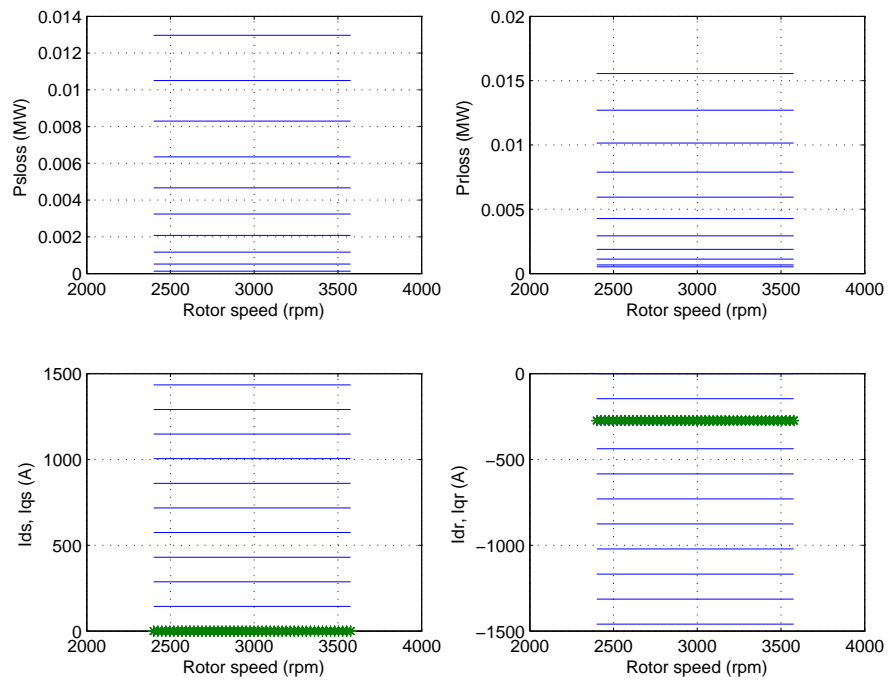 0.014
0.012
0.01
0.008
0.006
0.004
0.002
0
Psloss (MW)
2000 2500 3000 3500 4000
Rotor speed (rpm)
0.02
0.015
0.01
0.005
0
Prloss (MW)
2000 2500 3000 3500 4000
Rotor speed (rpm)
1500
1000
500
0
Ids, Iqs (A)
2000 2500 3000 3500 4000
Rotor speed (rpm)
0
−500
−1000
−1500
Idr, Iqr (A)
2000 2500 3000 3500 4000
Rotor speed (rpm)